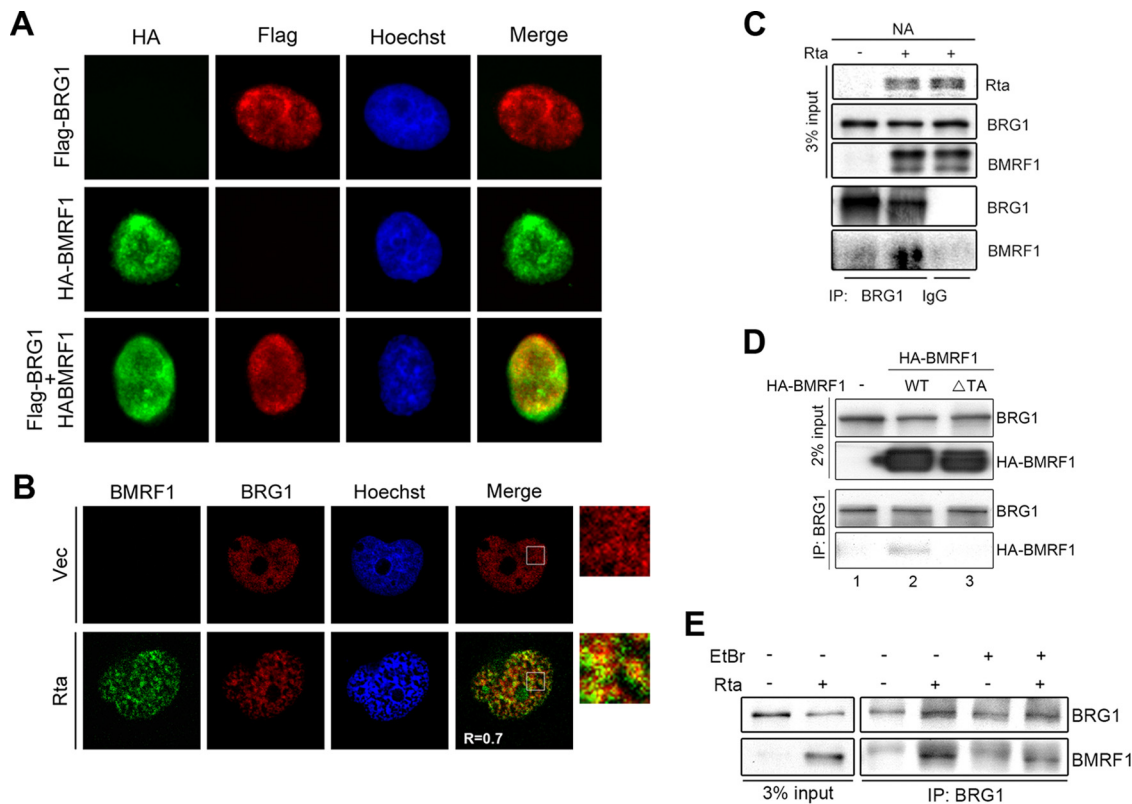 A
HA Flag Hoechst Merge
Flag-BRG1
HA-BMRF1
Flag-BRG1
+
HABMRF1
B
BMRF1 BRG1 Hoechst Merge
Vec
Rta
R=0.7
C
NA
Rta - + +
3% input
Rta
BRG1
BMRF1
BRG1
BMRF1
IP: BRG1 IgG
D
HA-BMRF1
HA-BMRF1 - WT △TA
2% input
BRG1
HA-BMRF1
IP: BRG1
BRG1
HA-BMRF1
1 2 3
E
EtBr - - - - + +
Rta - + - + - +
BRG1
BMRF1
3% input IP: BRG1